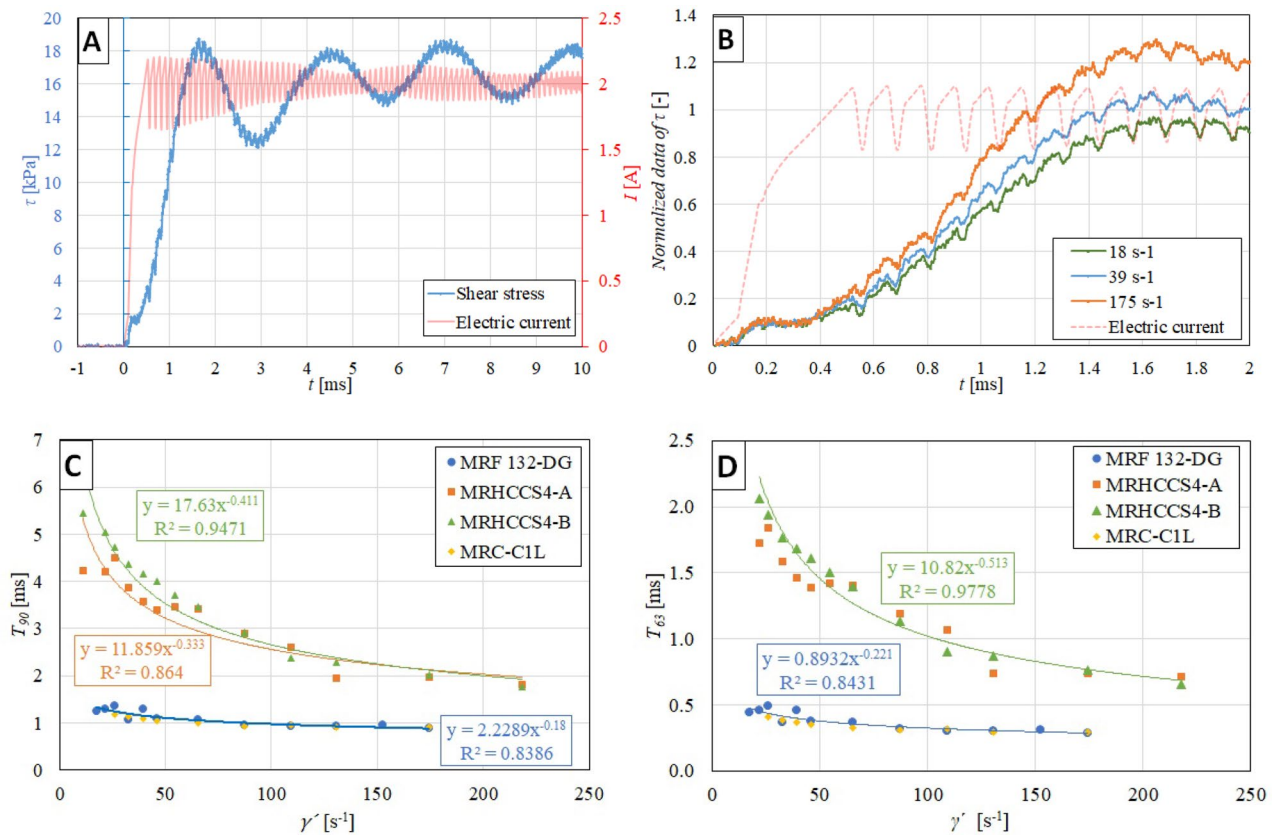 A
20
18
16
14
12
10
8
6
4
2
0
τ [kPa]
2.5
2
1.5
1
0.5
0
I [A]
-1 0 1 2 3 4 5 6 7 8 9 10
t [ms]
Shear stress
Electric current
B
1.4
1.2
1.0
0.8
0.6
0.4
0.2
0
Normalized data of τ [-]
0 0.2 0.4 0.6 0.8 1 1.2 1.4 1.6 1.8 2
t [ms]
18 s-1
39 s-1
175 s-1
Electric current
C
7
6
5
4
3
2
1
0
T90 [ms]
0 50 100 150 200 250
γ´ [s-1]
MRF 132-DG
MRHCCS4-A
MRHCCS4-B
MRC-C1L
y = 17.63x-0.411
R² = 0.9471
y = 11.859x-0.333
R² = 0.864
y = 2.2289x-0.18
R² = 0.8386
D
2.5
2.0
1.5
1.0
0.5
0.0
T63 [ms]
0 50 100 150 200 250
γ´ [s-1]
MRF 132-DG
MRHCCS4-A
MRHCCS4-B
MRC-C1L
y = 10.82x-0.513
R² = 0.9778
y = 0.8932x-0.221
R² = 0.8431